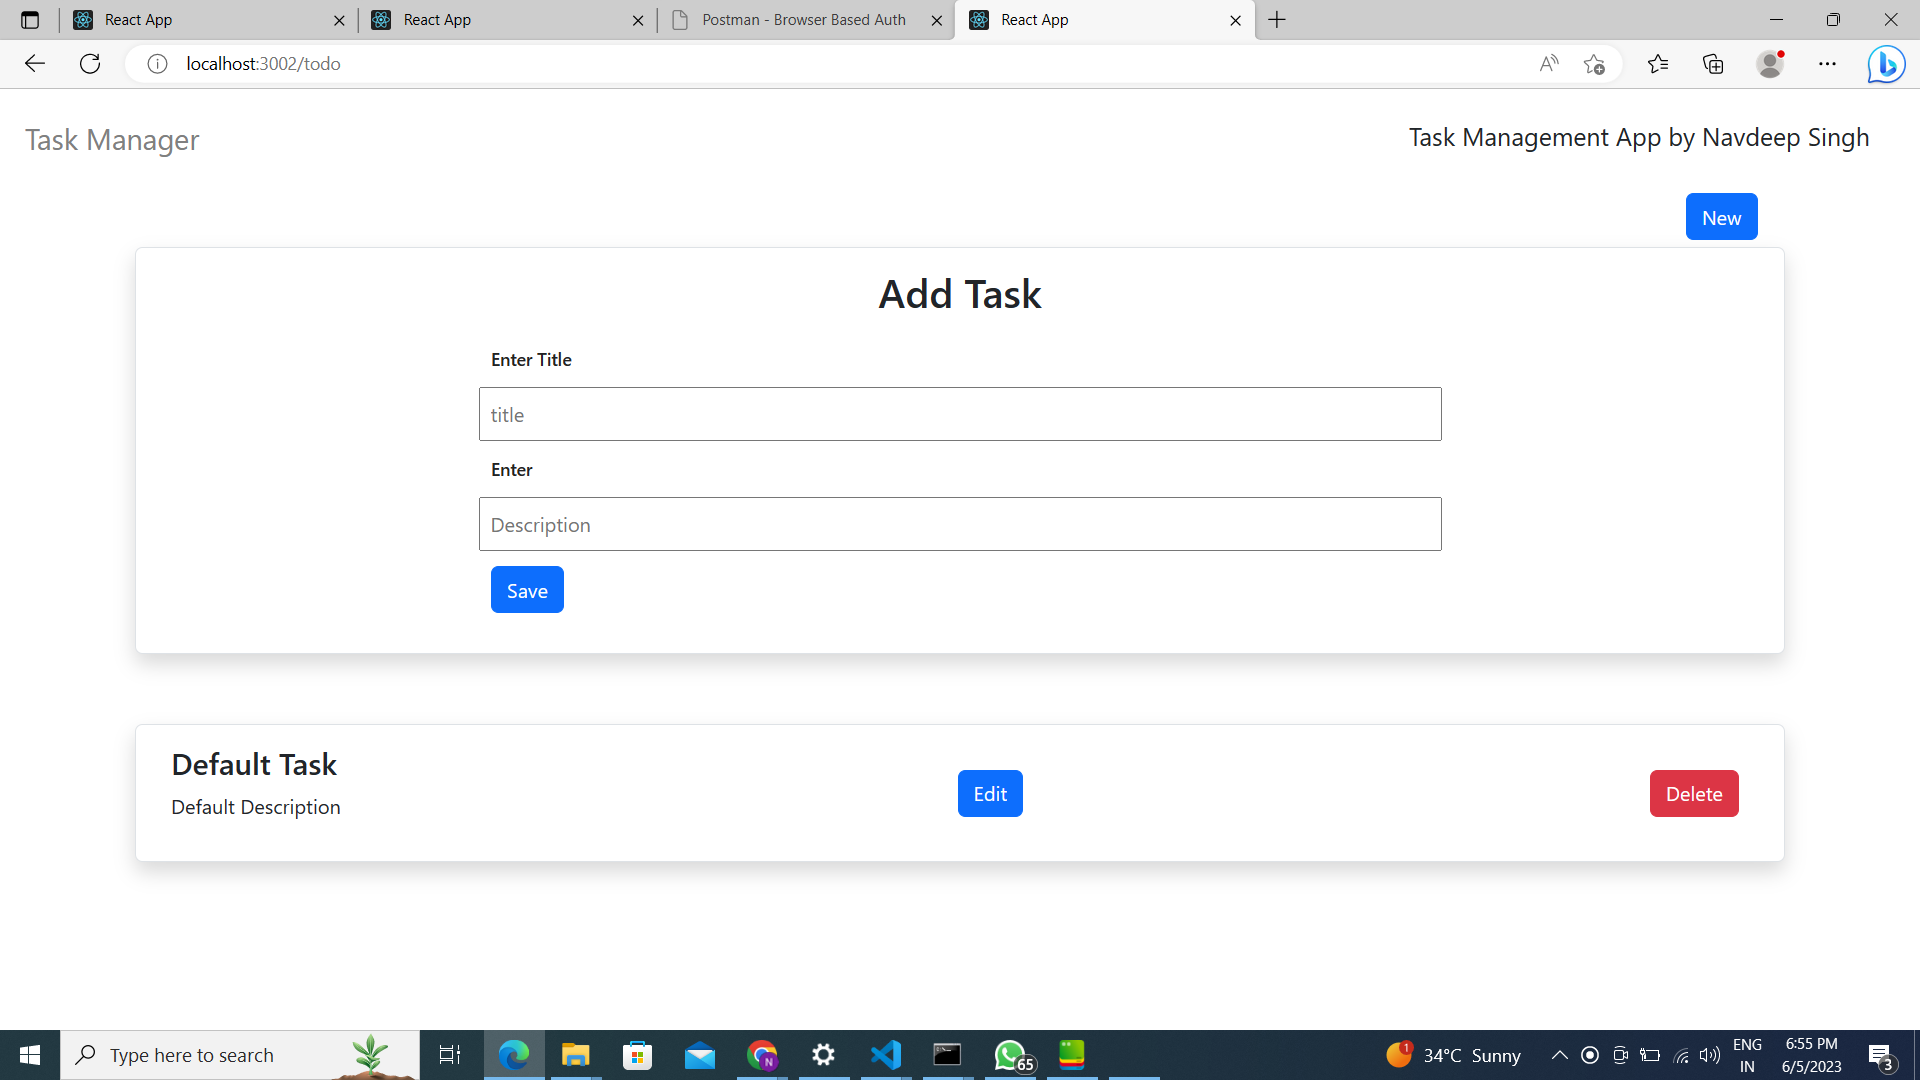 React App
React App
Postman - Browser Based Auth
React App
localhost:3002/todo
Task Manager
Task Management App by Navdeep Singh
New
Add Task
Enter Title
title
Enter
Description
Save
Default Task
Default Description
Edit
Delete
Type here to search
N
65
1
34°C Sunny
ENG
IN
6:55 PM
6/5/2023
3